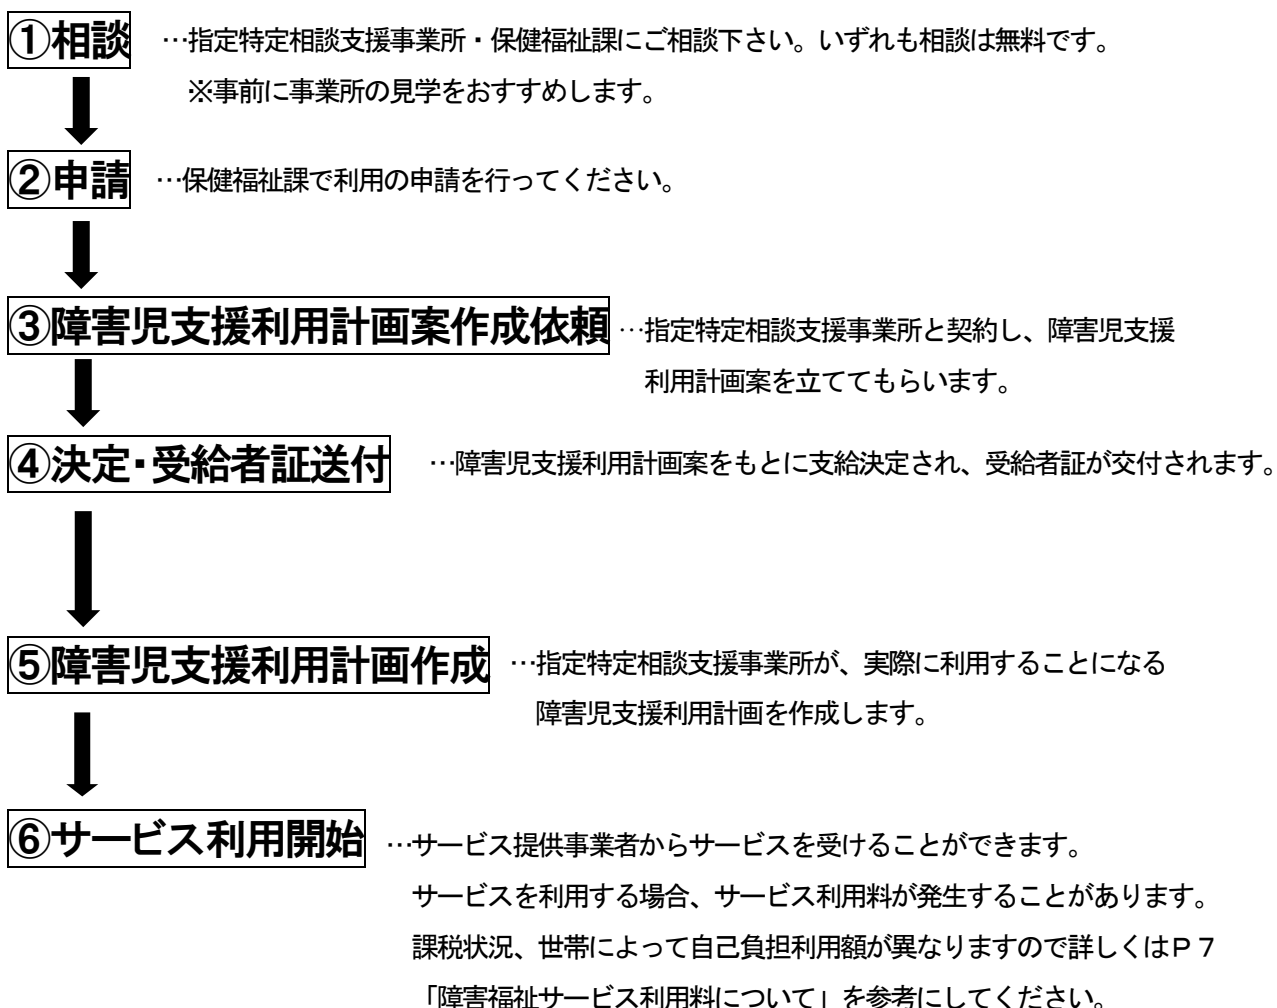 ①相談 …指定特定相談支援事業所・保健福祉課にご相談下さい。いずれも相談は無料です。
※事前に事業所の見学をおすすめします。
②申請 …保健福祉課で利用の申請を行ってください。
③障害児支援利用計画案作成依頼 …指定特定相談支援事業所と契約し、障害児支援
利用計画案を立ててもらいます。
④決定・受給者証送付 …障害児支援利用計画案をもとに支給決定され、受給者証が交付されます。
⑤障害児支援利用計画作成 …指定特定相談支援事業所が、実際に利用することになる
障害児支援利用計画を作成します。
⑥サービス利用開始 …サービス提供事業者からサービスを受けることができます。
サービスを利用する場合、サービス利用料が発生することがあります。
課税状況、世帯によって自己負担利用額が異なりますので詳しくはP7
「障害福祉サービス利用料について」を参考にしてください。